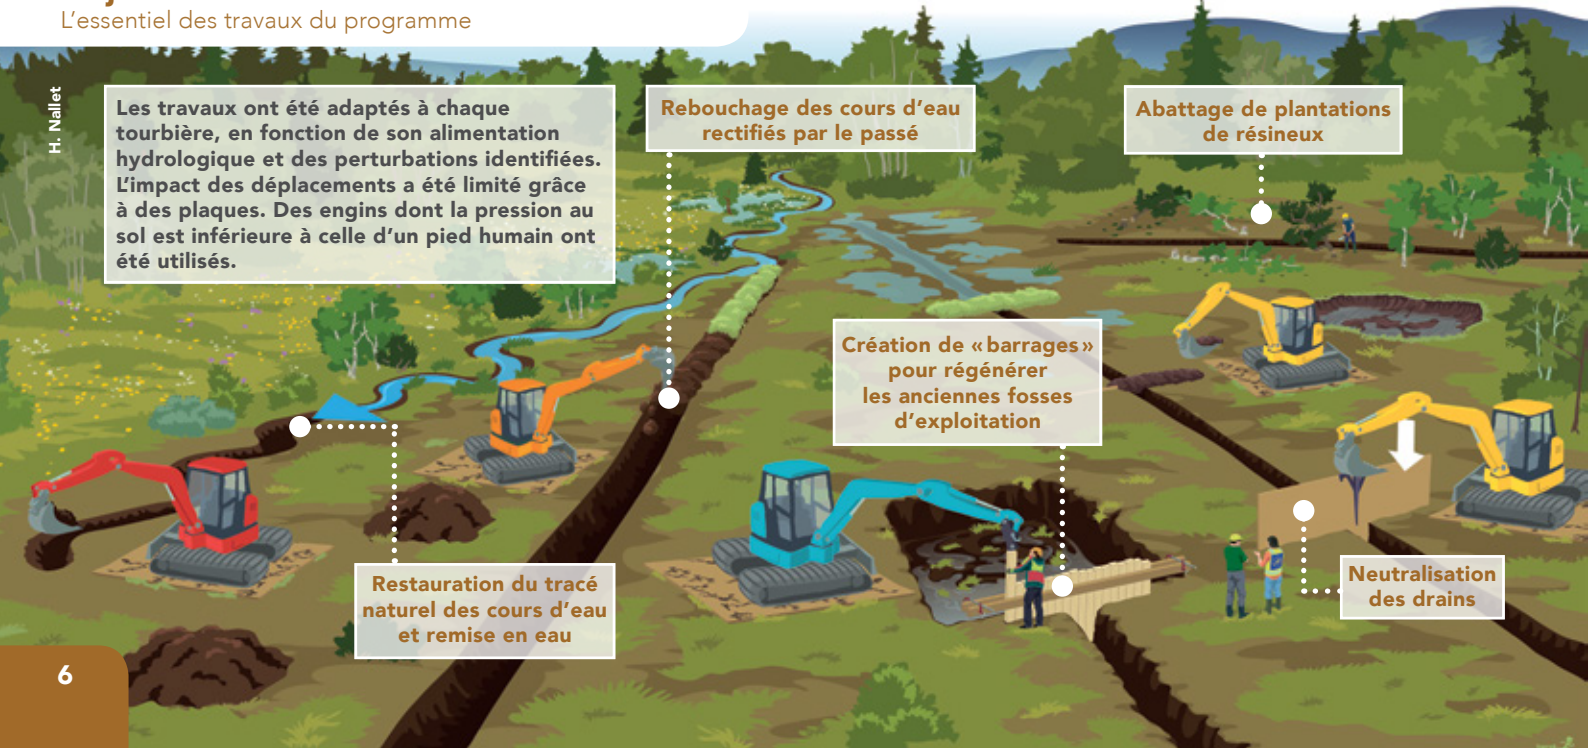 L'essentiel des travaux du programme
H. Nallet
Les travaux ont été adaptés à chaque
tourbière, en fonction de son alimentation
hydrologique et des perturbations identifiées.
L'impact des déplacements a été limité grâce
à des plaques. Des engins dont la pression au
sol est inférieure à celle d'un pied humain ont
été utilisés.
Rebouchage des cours d'eau
rectifiés par le passé
Abattage de plantations
de résineux
Création de « barrages »
pour régénérer
les anciennes fosses
d'exploitation
Restauration du tracé
naturel des cours d'eau
et remise en eau
Neutralisation
des drains
6